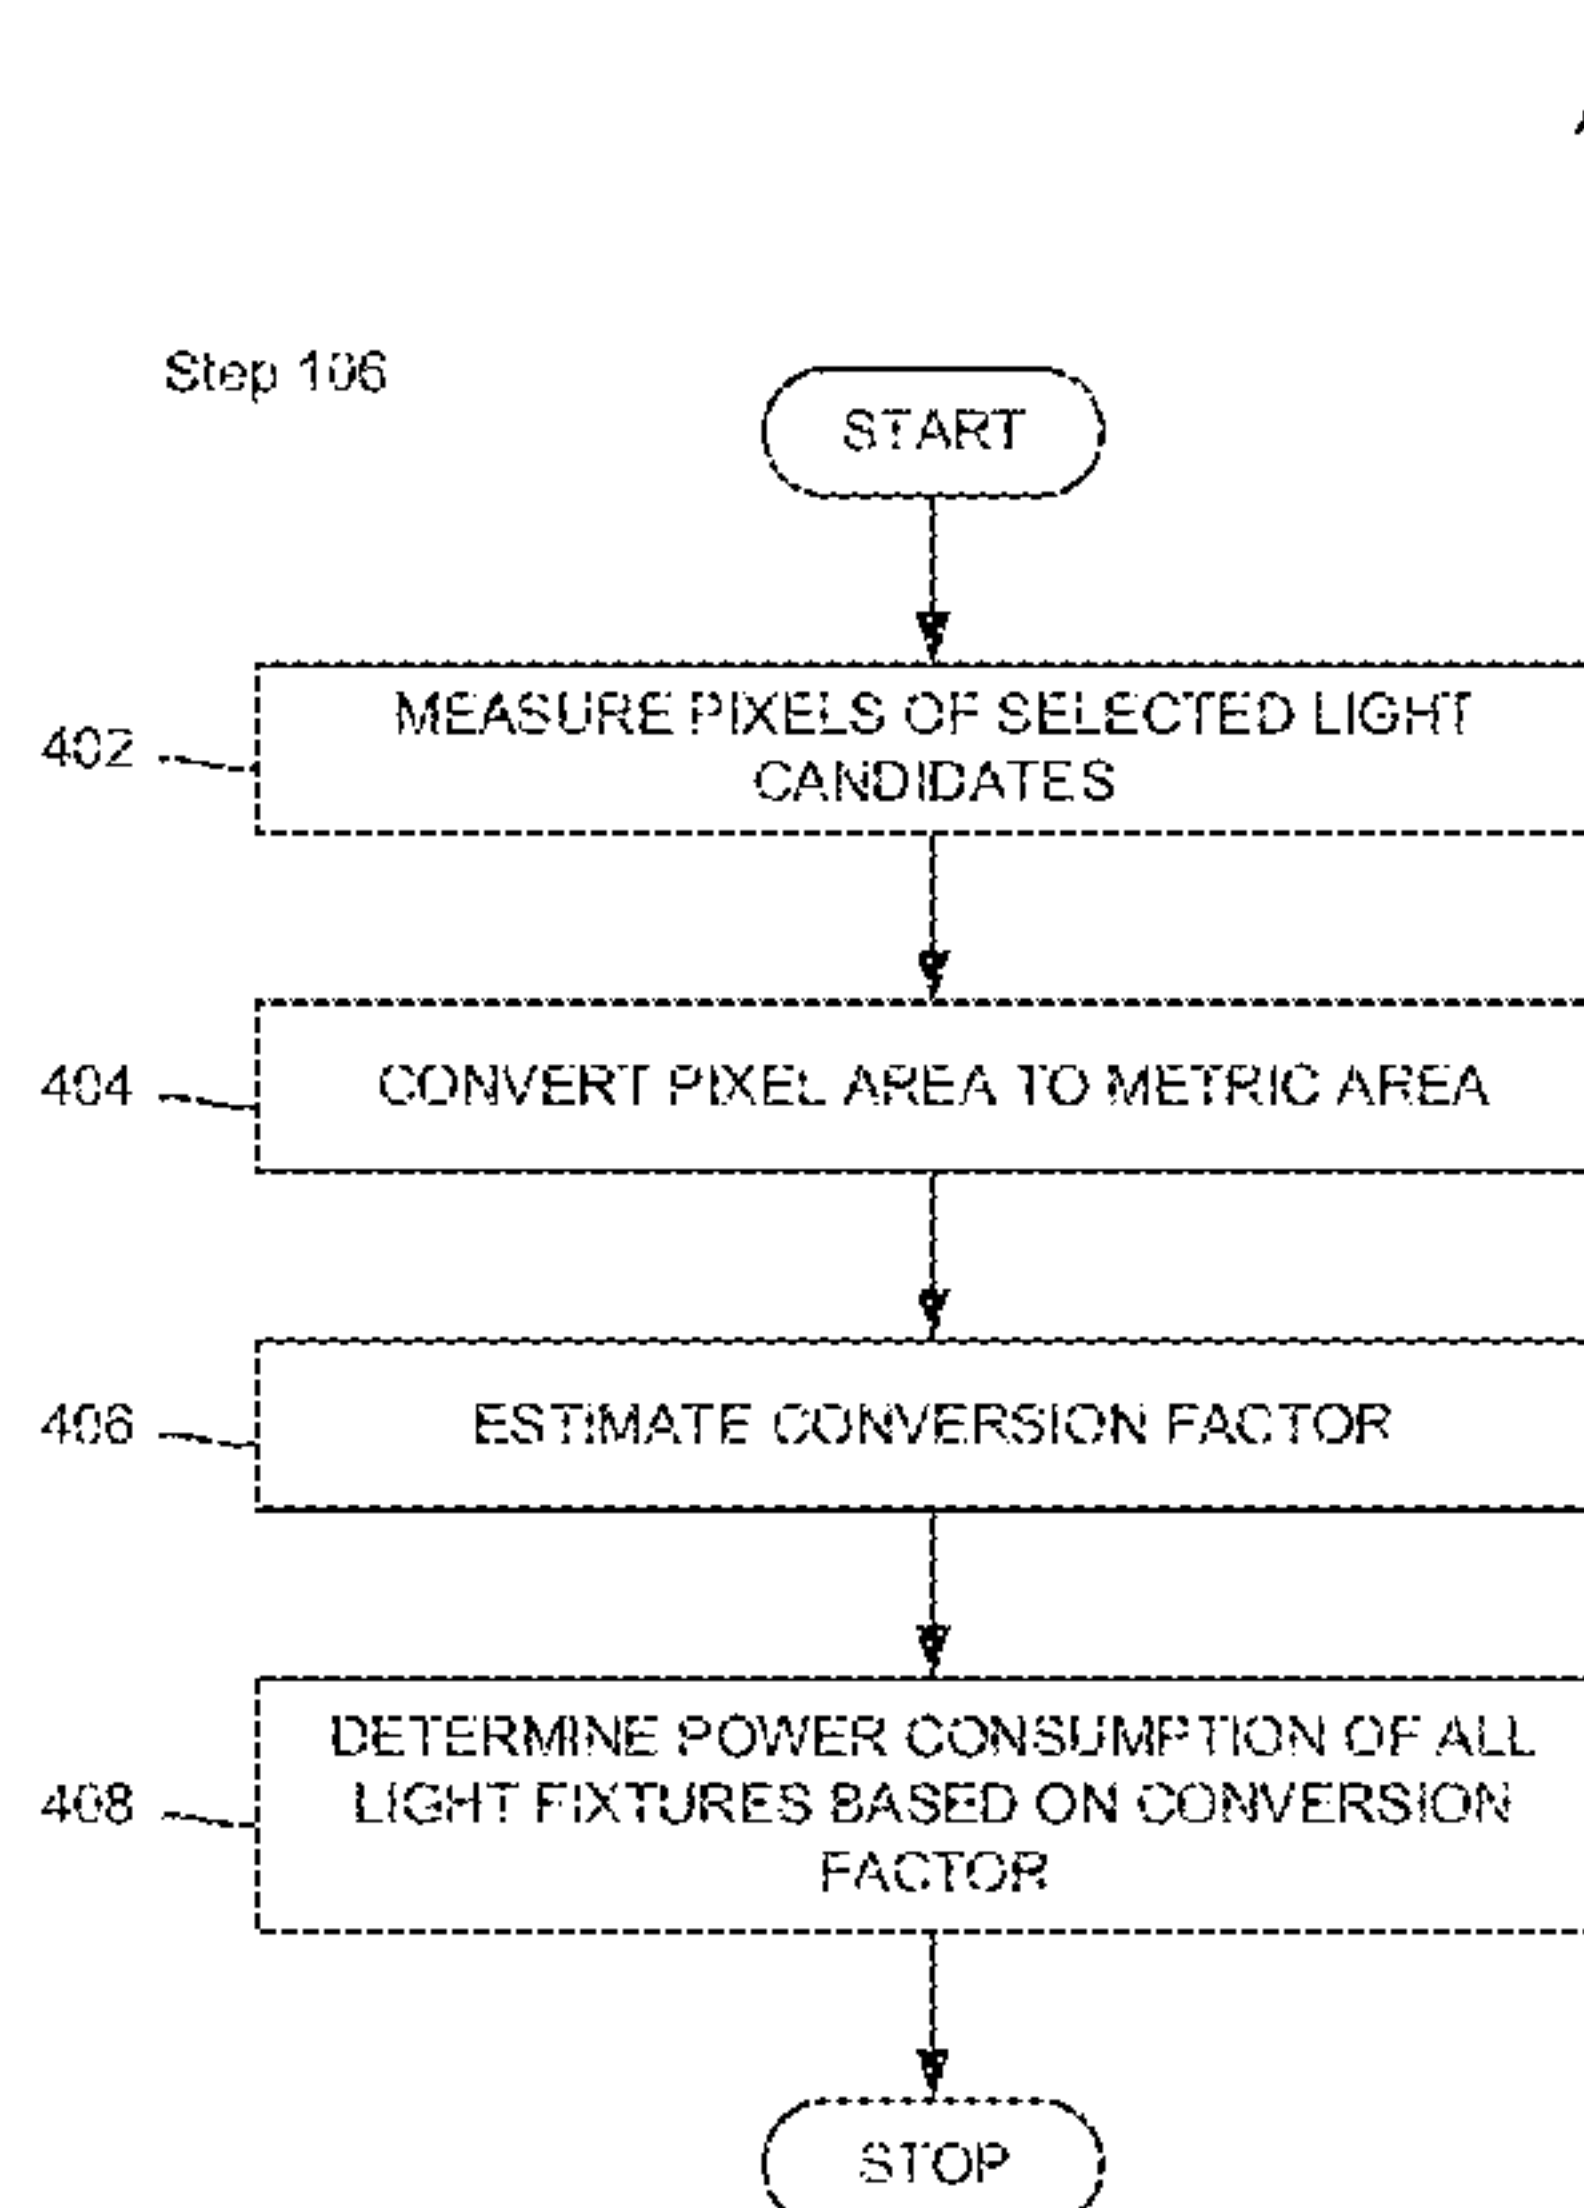 Step 106
START
402
MEASURE PIXELS OF SELECTED LIGHT
CANDIDATES
404
CONVERT PIXEL AREA TO METRIC AREA
406
ESTIMATE CONVERSION FACTOR
408
DETERMINE POWER CONSUMPTION OF ALL
LIGHT FIXTURES BASED ON CONVERSION
FACTOR
STOP